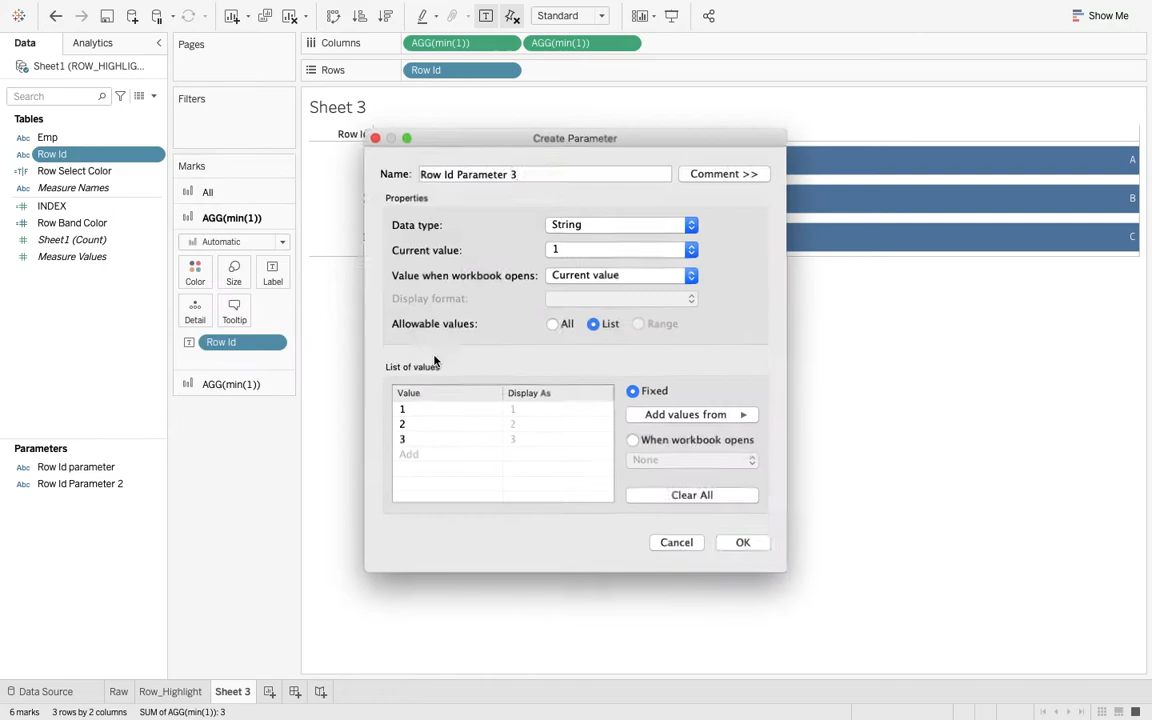 Standard
Show Me
Data
Analytics
Sheet1 (ROW_HIGHLIG...
Search
Tables
Abc Emp
Abc Row Id
=T|F Row Select Color
Abc Measure Names
INDEX
Row Band Color
Sheet1 (Count)
Measure Values
Parameters
Abc Row Id parameter
Abc Row Id Parameter 2
Pages
Filters
Marks
All
AGG(min(1))
Automatic
Color
Size
Label
Detail
Tooltip
Row Id
AGG(min(1))
Columns
AGG(min(1))
AGG(min(1))
Rows
Row Id
Sheet 3
Row Id
A
B
C
Create Parameter
Name: Row Id Parameter 3
Comment >>
Properties
Data type: String
Current value: 1
Value when workbook opens: Current value
Display format:
Allowable values: All List Range
List of values
Value Display As
1 1
2 2
3 3
Add
Fixed
Add values from
When workbook opens
None
Clear All
Cancel
OK
Data Source
Raw
Row_Highlight
Sheet 3
6 marks 3 rows by 2 columns SUM of AGG(min(1)): 3